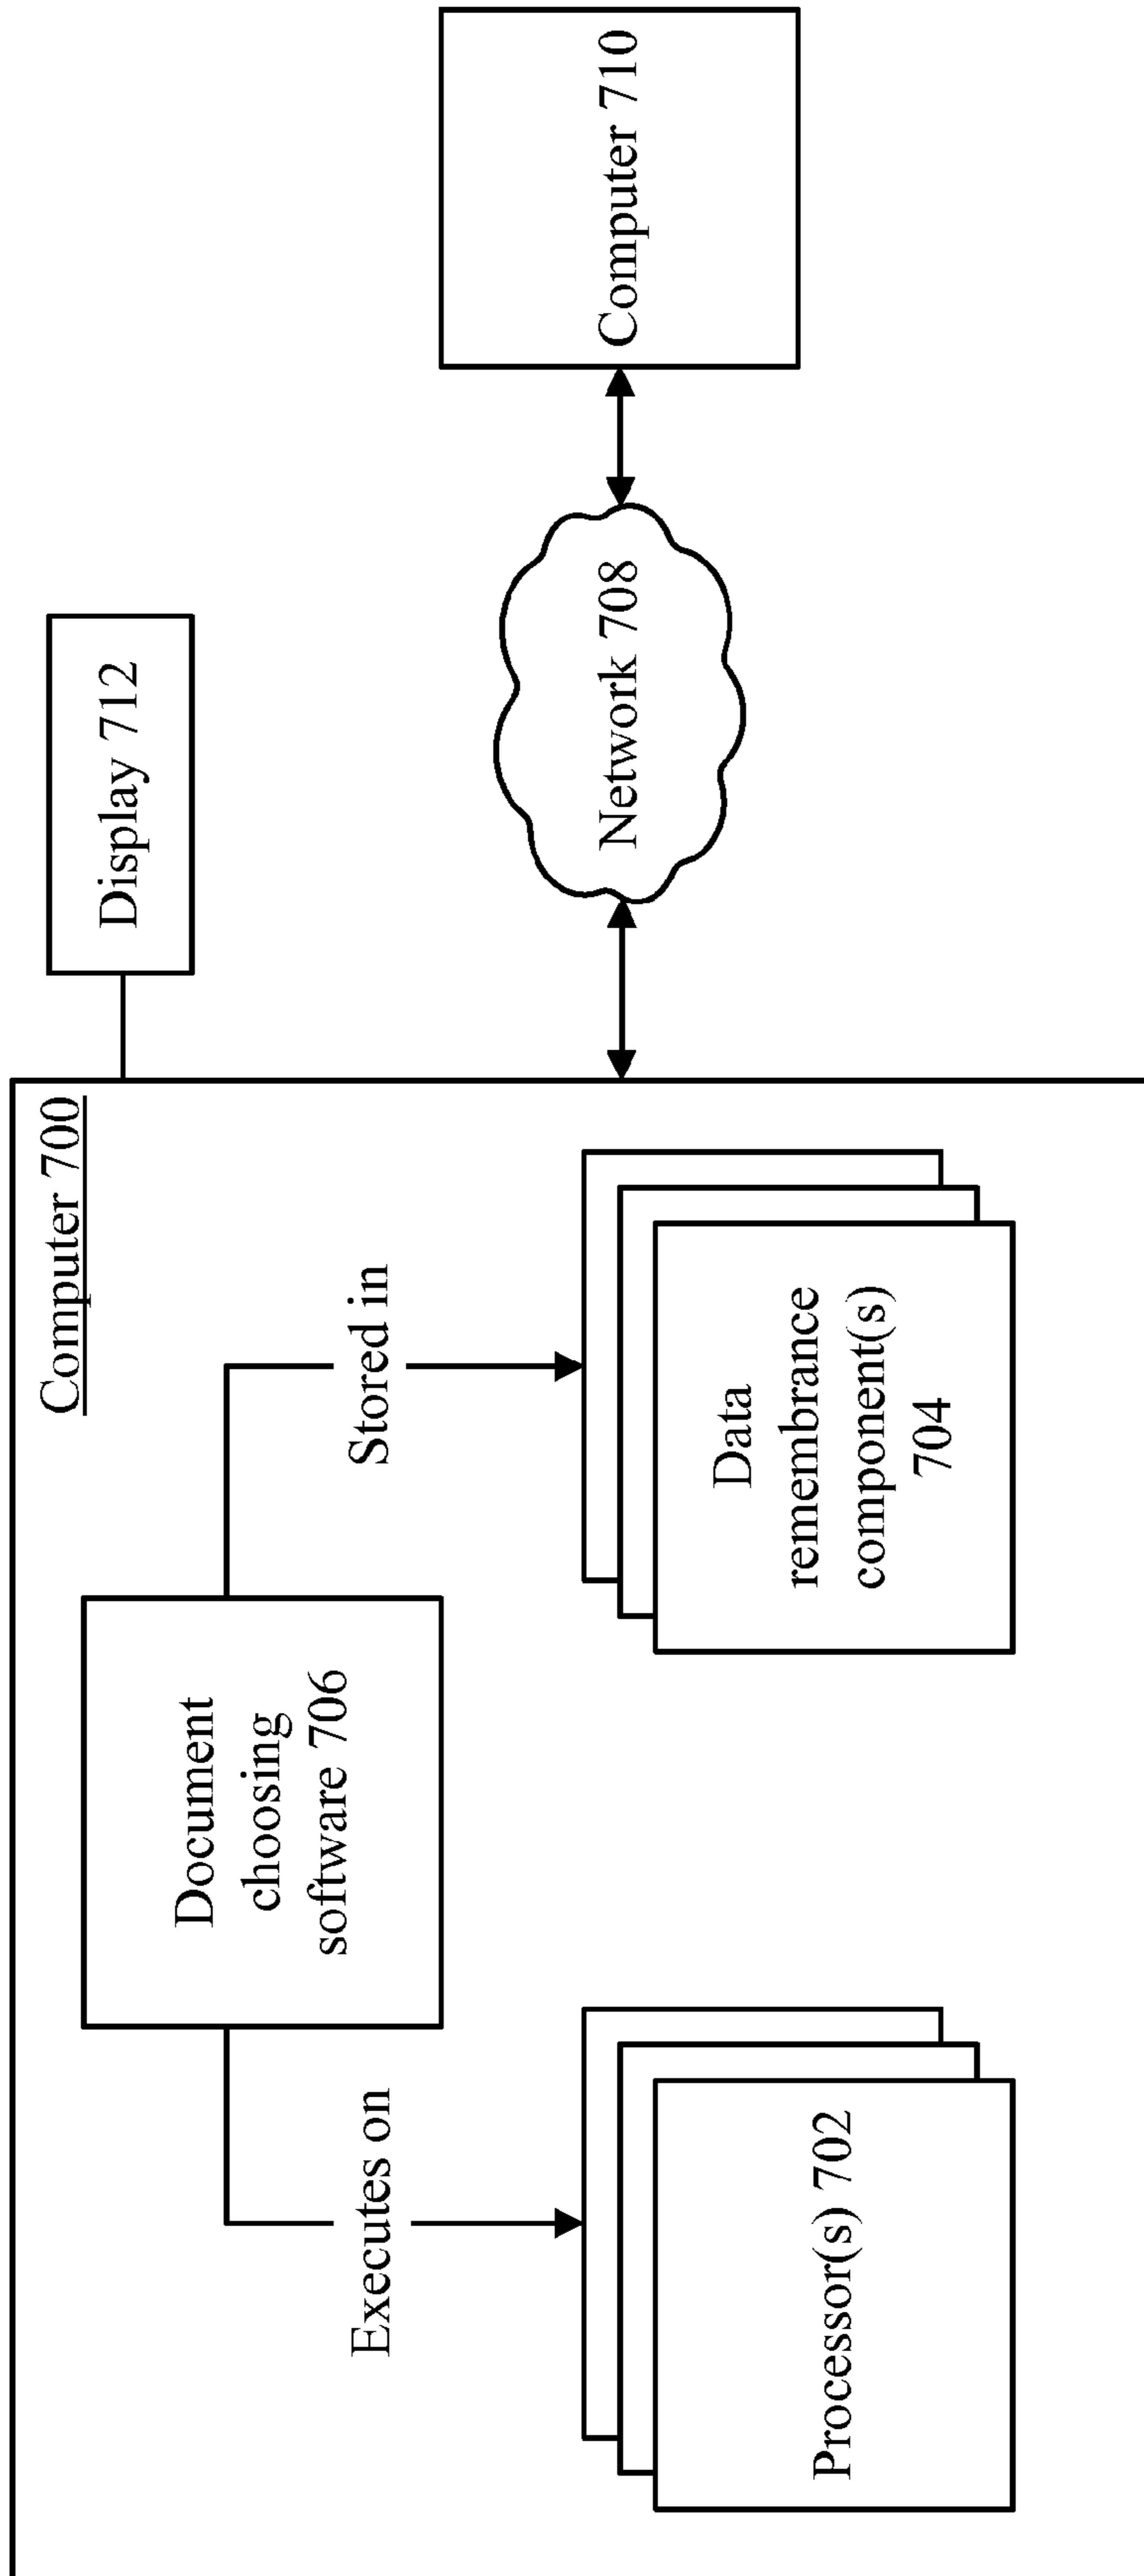 Computer 700
Document
choosing
software 706
Executes on
Stored in
Processor(s) 702
Data
remembrance
component(s)
704
Display 712
Network 708
Computer 710